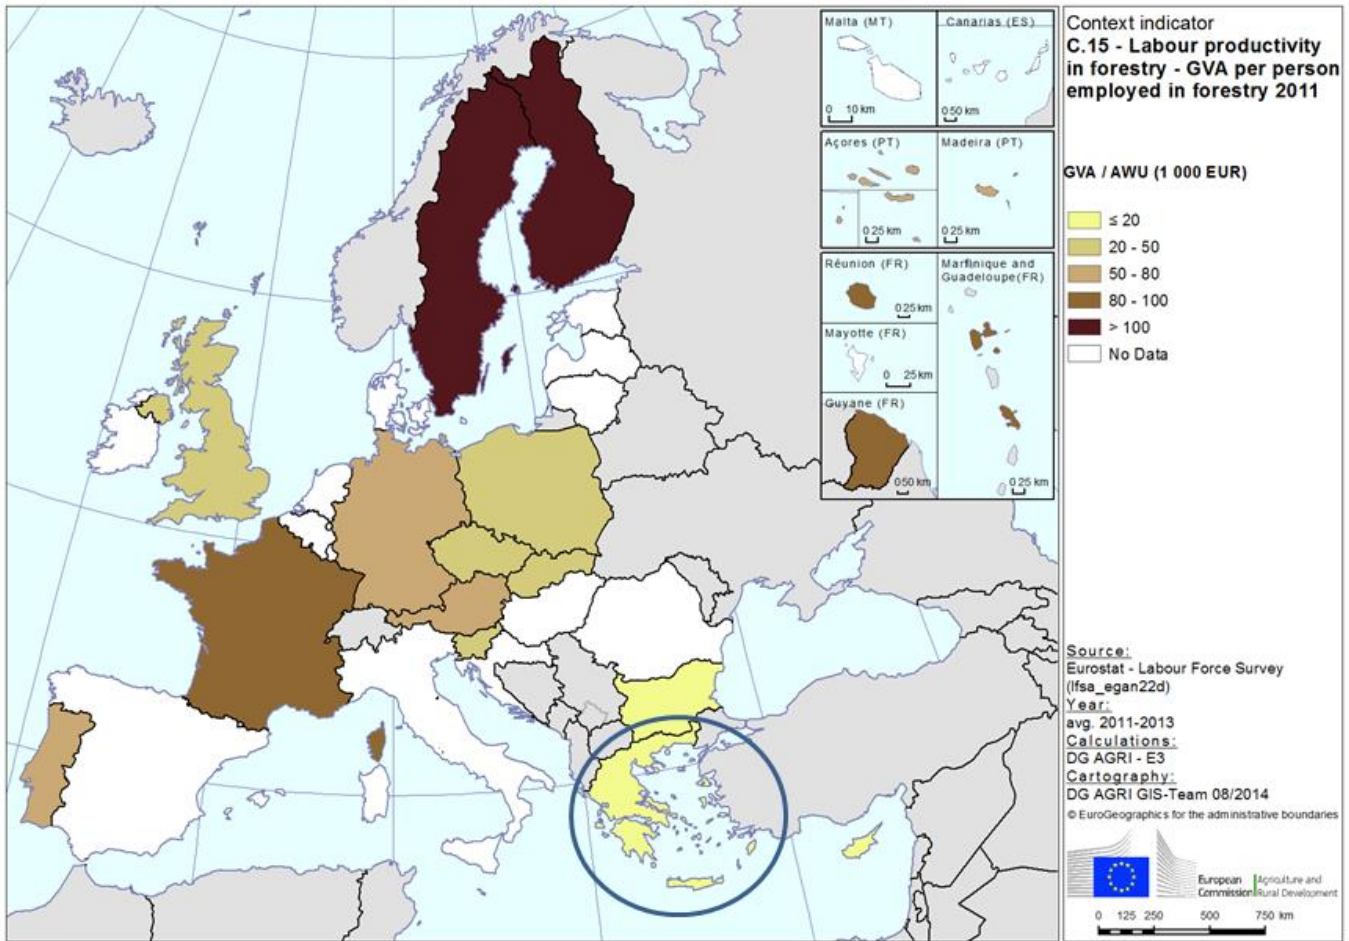 Context indicator
C.15 - Labour productivity
in forestry - GVA per person
employed in forestry 2011
GVA / AWU (1 000 EUR)
≤ 20
20 - 50
50 - 80
80 - 100
> 100
No Data
Malta (MT)
0 10 km
Canarias (ES)
0 50 km
Açores (PT)
0 25 km
Madeira (PT)
0 25 km
Réunion (FR)
0 25 km
Martinique and
Guadeloupe(FR)
0 25 km
Mayotte (FR)
0 25 km
Guyane (FR)
0 50 km
Source:
Eurostat - Labour Force Survey
(lfsa_egan22d)
Year:
avg. 2011-2013
Calculations:
DG AGRI - E3
Cartography:
DG AGRI GIS-Team 08/2014
© EuroGeographics for the administrative boundaries
European
Commission
Agriculture and
Rural Development
0 125 250 500 750 km